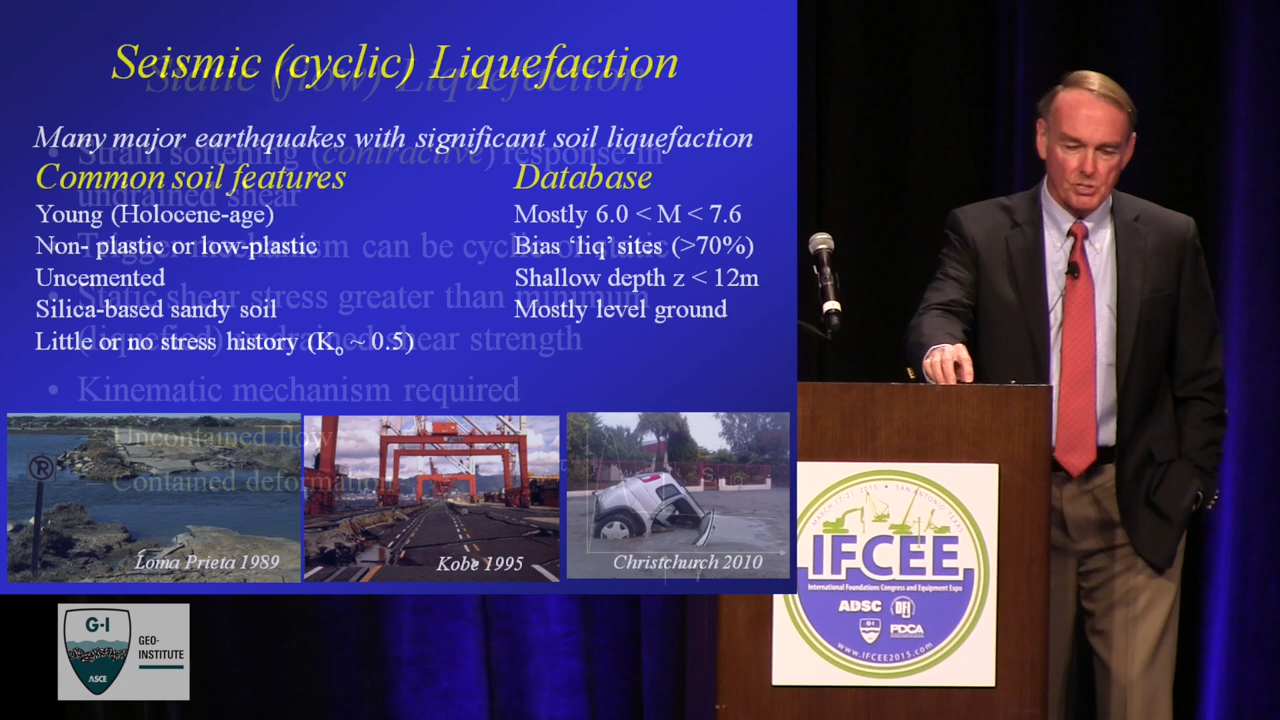 Seismic (cyclic) Liquefaction
Static (flow) Liquefaction
Many major earthquakes with significant soil liquefaction
• Strain softening (contractive) response in
undrained shear
Common soil features
Young (Holocene-age)
Non- plastic or low-plastic
Uncemented
Silica-based sandy soil
Little or no stress history (Ko ~ 0.5)
Database
Mostly 6.0 < M < 7.6
Bias ‘liq’ sites (>70%)
Shallow depth z < 12m
Mostly level ground
Trigger mechanism can be cyclic or static
Static shear stress greater than minimum
(liquefied) undrained shear strength
• Kinematic mechanism required
Uncontained flow
Contained deformation
Loma Prieta 1989
Kobe 1995
Christchurch 2010
G-I
ASCE
GEO-
INSTITUTE
MARCH 17-21, 2015 • SAN ANTONIO, TEXAS
IFCEE
International Foundations Congress and Equipment Expo
ADSC
DFI
G-I
PDCA
www.IFCEE2015.com